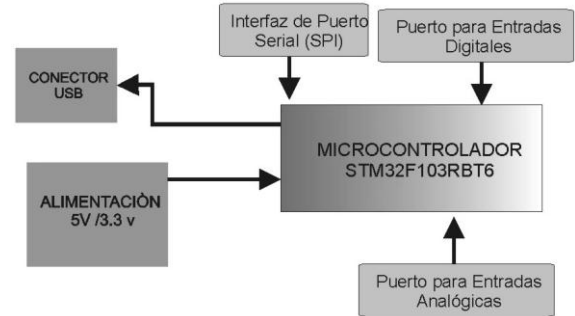 Interfaz de Puerto
Serial (SPI)
Puerto para Entradas
Digitales
CONECTOR
USB
MICROCONTROLADOR
STM32F103RBT6
ALIMENTACIÒN
5V /3.3 v
Puerto para Entradas
Analógicas